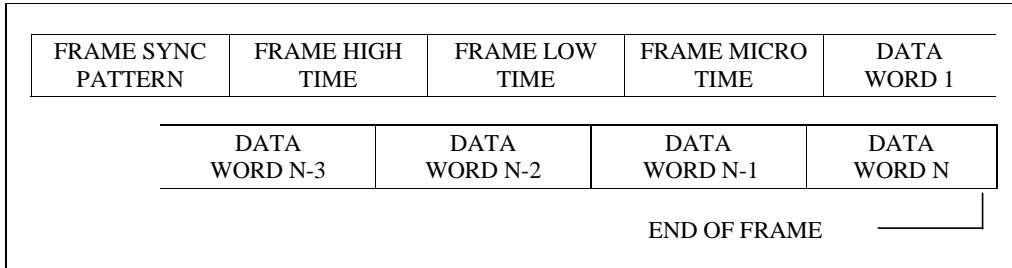 FRAME SYNC PATTERN
FRAME HIGH TIME
FRAME LOW TIME
FRAME MICRO TIME
DATA WORD 1
DATA WORD N-3
DATA WORD N-2
DATA WORD N-1
DATA WORD N
END OF FRAME